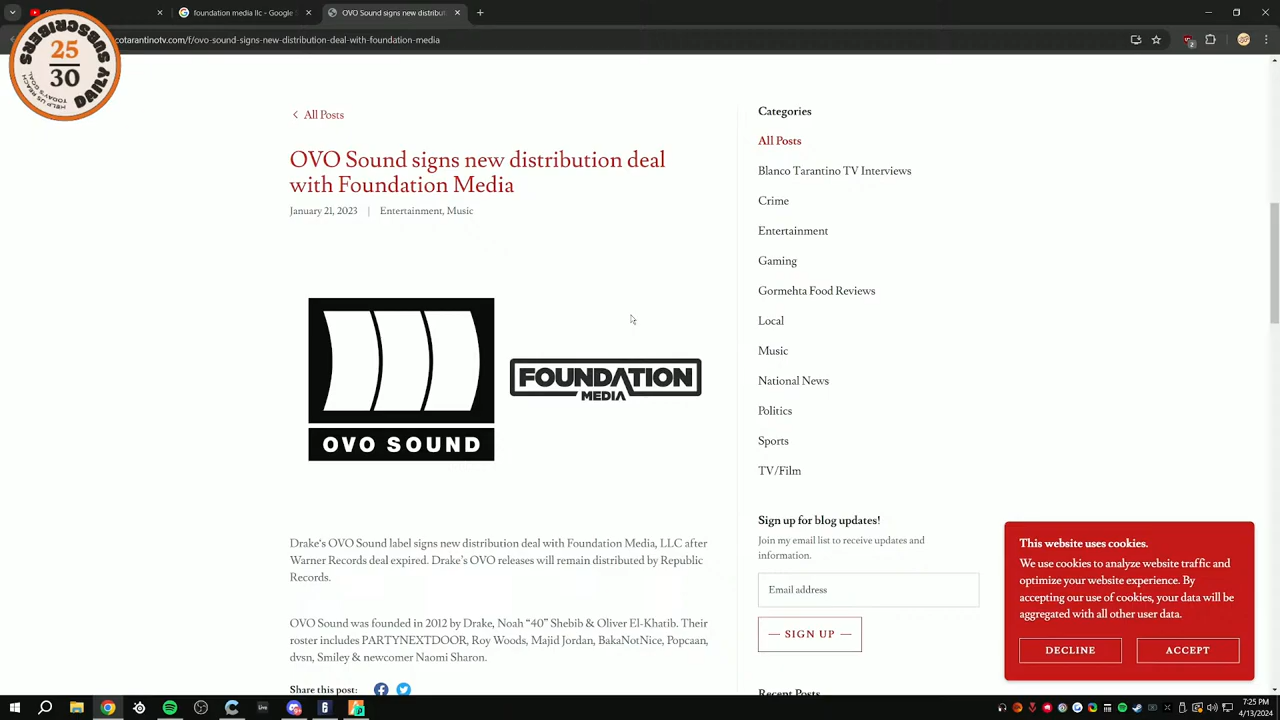 foundation media llc - Google S
OVO Sound signs new distributio
cotarantinotv.com/f/ovo-sound-signs-new-distribution-deal-with-foundation-media
SUBSCRIBERS
25
30
DAILY
HELP US REACH TODAY'S GOAL
All Posts
OVO Sound signs new distribution deal
with Foundation Media
January 21, 2023 | Entertainment, Music
OVO SOUND
FOUNDATION
MEDIA
Drake's OVO Sound label signs new distribution deal with Foundation Media, LLC after
Warner Records deal expired. Drake's OVO releases will remain distributed by Republic
Records.
OVO Sound was founded in 2012 by Drake, Noah “40” Shebib & Oliver El-Khatib. Their
roster includes PARTYNEXTDOOR, Roy Woods, Majid Jordan, BakaNotNice, Popcaan,
dvsn, Smiley & newcomer Naomi Sharon.
Share this post:
Categories
All Posts
Blanco Tarantino TV Interviews
Crime
Entertainment
Gaming
Gormehta Food Reviews
Local
Music
National News
Politics
Sports
TV/Film
Sign up for blog updates!
Join my email list to receive updates and
information.
Email address
SIGN UP
Recent Posts
This website uses cookies.
We use cookies to analyze website traffic and
optimize your website experience. By
accepting our use of cookies, your data will be
aggregated with all other user data.
DECLINE
ACCEPT
7:25 PM
4/13/2024